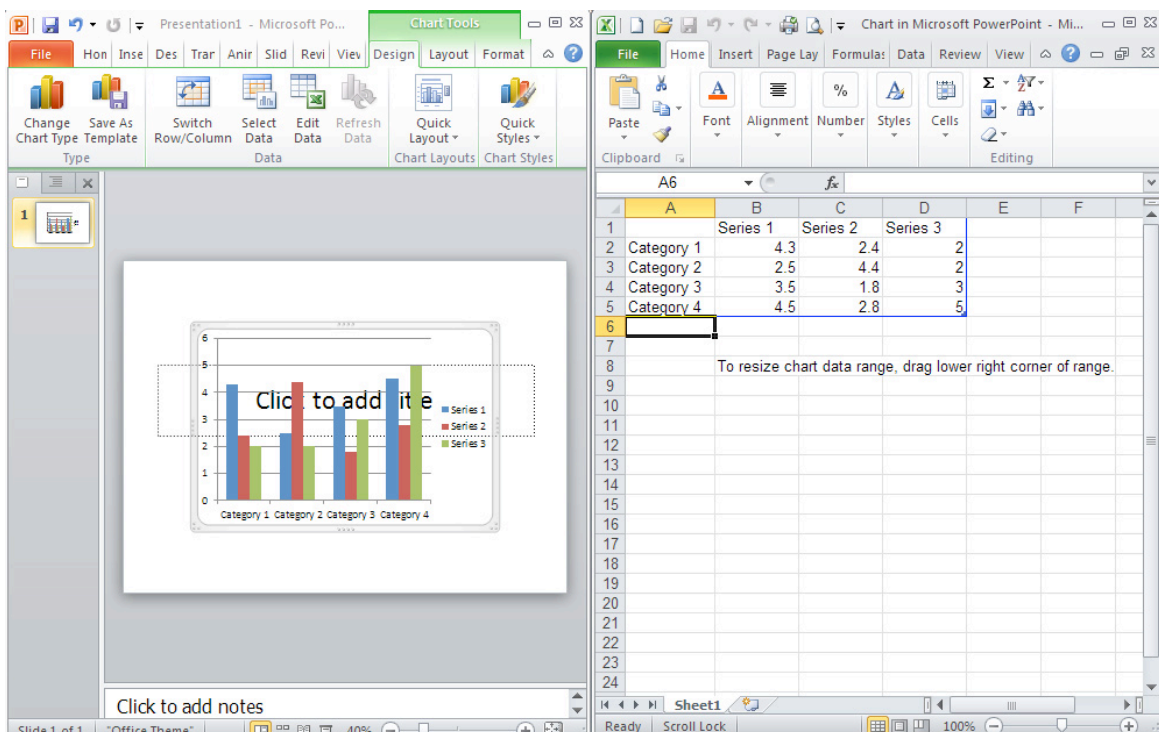 Presentation1 - Microsoft Po...
Chart Tools
File Hon Inse Des Trar Anir Slid Revi Viev Design Layout Format
Change Chart Type
Save As Template
Switch Row/Column
Select Data
Edit Data
Refresh Data
Quick Layout
Quick Styles
Type
Data
Chart Layouts
Chart Styles
1
Click to add title
6
5
4
3
2
1
0
Category 1 Category 2 Category 3 Category 4
Series 1
Series 2
Series 3
Click to add notes
Slide 1 of 1 "Office Theme" 40%
Chart in Microsoft PowerPoint - Mi...
File Home Insert Page Lay Formula: Data Review View
Paste
Font
Alignment
Number
Styles
Cells
Clipboard
Editing
A6 fx
A B C D E F
1 Series 1 Series 2 Series 3
2 Category 1 4.3 2.4 2
3 Category 2 2.5 4.4 2
4 Category 3 3.5 1.8 3
5 Category 4 4.5 2.8 5
6
7
8 To resize chart data range, drag lower right corner of range.
9
10
11
12
13
14
15
16
17
18
19
20
21
22
23
24
Sheet1
Ready Scroll Lock 100%